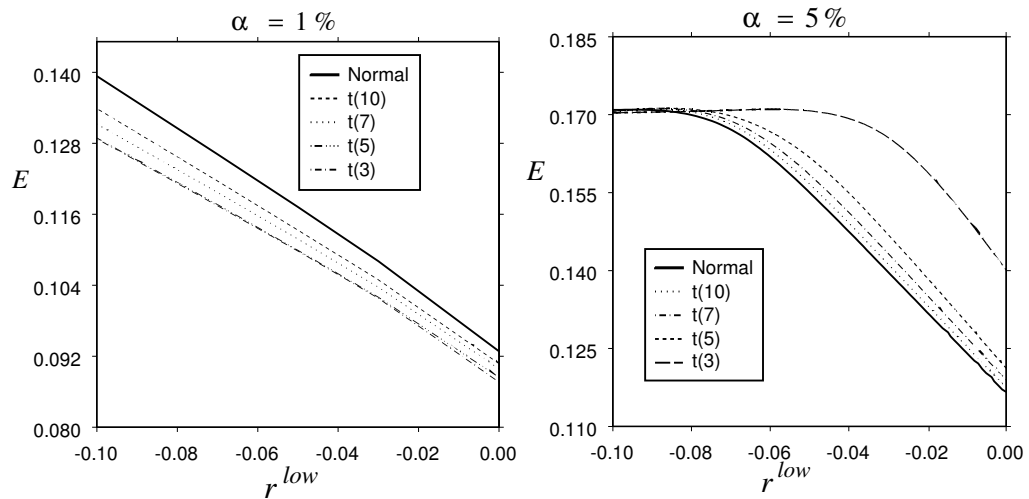 α = 1 %
0.140
0.128
E
0.116
0.104
0.092
0.080
-0.10 -0.08 -0.06 -0.04 -0.02 0.00
r^low
Normal
t(10)
t(7)
t(5)
t(3)
α = 5 %
0.185
0.170
E
0.155
0.140
0.125
0.110
-0.10 -0.08 -0.06 -0.04 -0.02 0.00
r^low
Normal
t(10)
t(7)
t(5)
t(3)